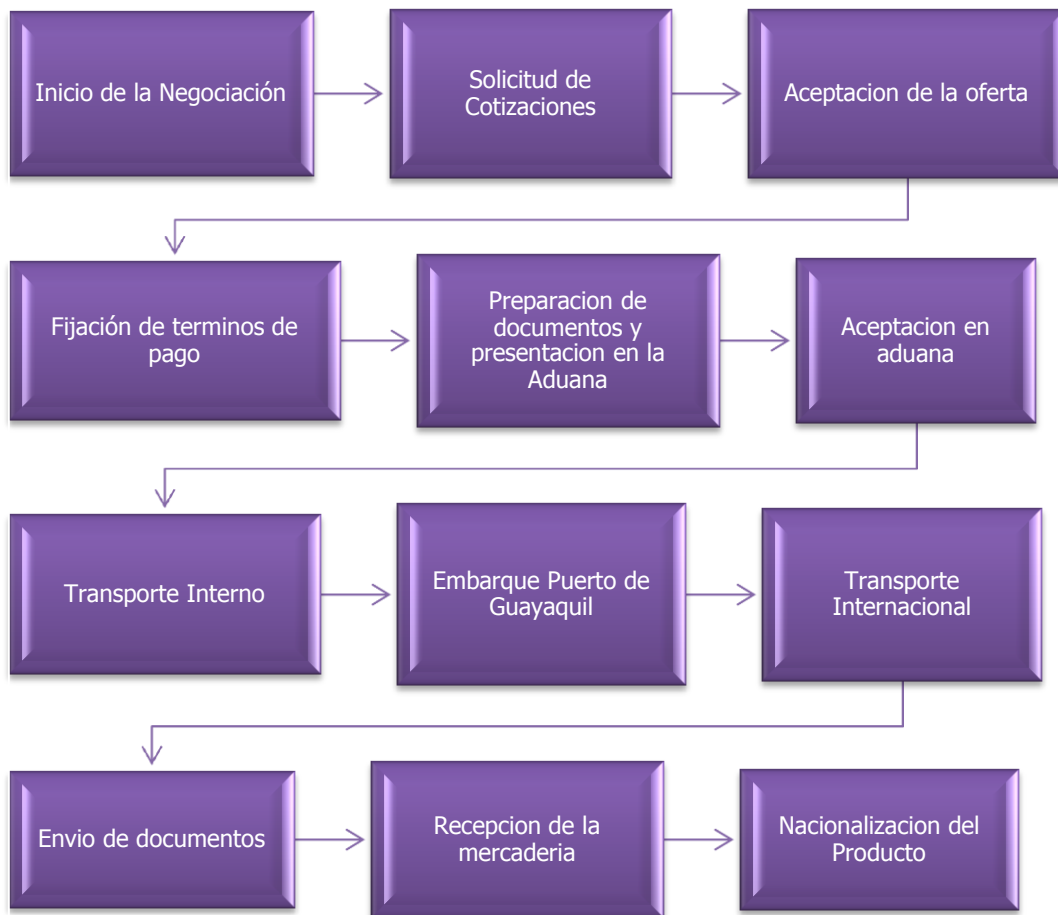 Inicio de la Negociación
Solicitud de
Cotizaciones
Aceptacion de la oferta
Fijación de terminos de
pago
Preparacion de
documentos y
presentacion en la
Aduana
Aceptacion en
aduana
Transporte Interno
Embarque Puerto de
Guayaquil
Transporte
Internacional
Envio de documentos
Recepcion de la
mercaderia
Nacionalizacion del
Producto